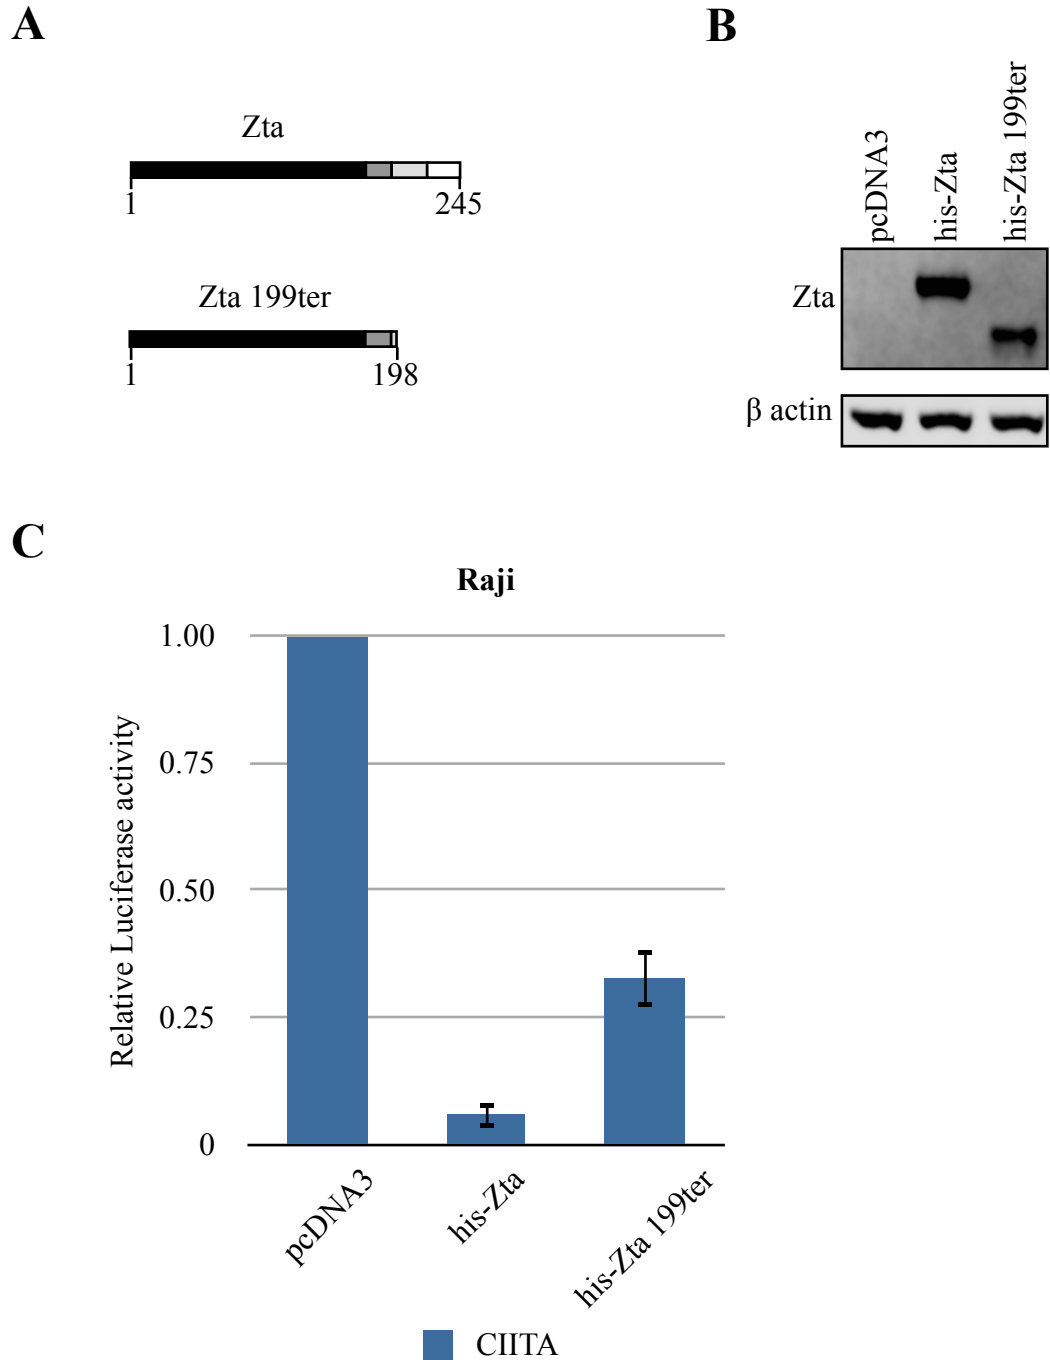 A
Zta
1
245
Zta 199ter
1
198
B
pcDNA3
his-Zta
his-Zta 199ter
Zta
β actin
C
Raji
Relative Luciferase activity
1.00
0.75
0.50
0.25
0
pcDNA3
his-Zta
his-Zta 199ter
CIITA